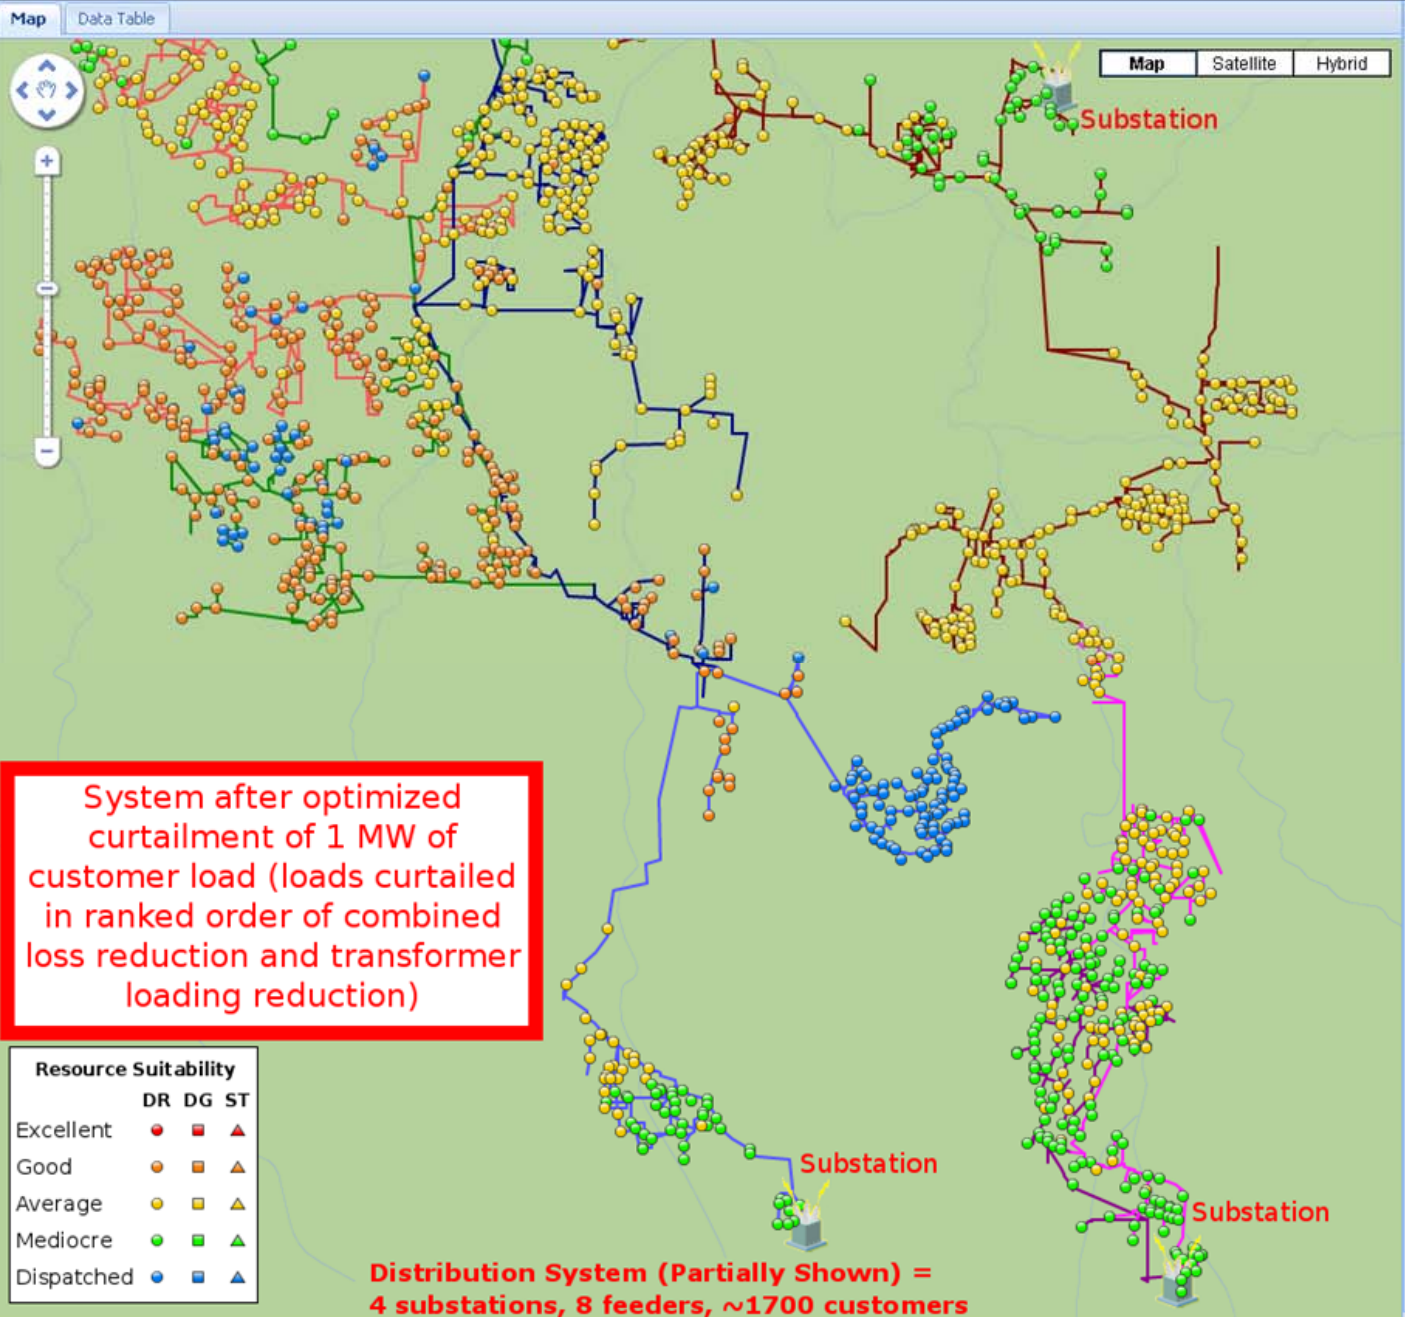 Map
Data Table
Map Satellite Hybrid
Substation
System after optimized
curtailment of 1 MW of
customer load (loads curtailed
in ranked order of combined
loss reduction and transformer
loading reduction)
Resource Suitability
DR DG ST
Excellent
Good
Average
Mediocre
Dispatched
Substation
Substation
Distribution System (Partially Shown) =
4 substations, 8 feeders, ~1700 customers